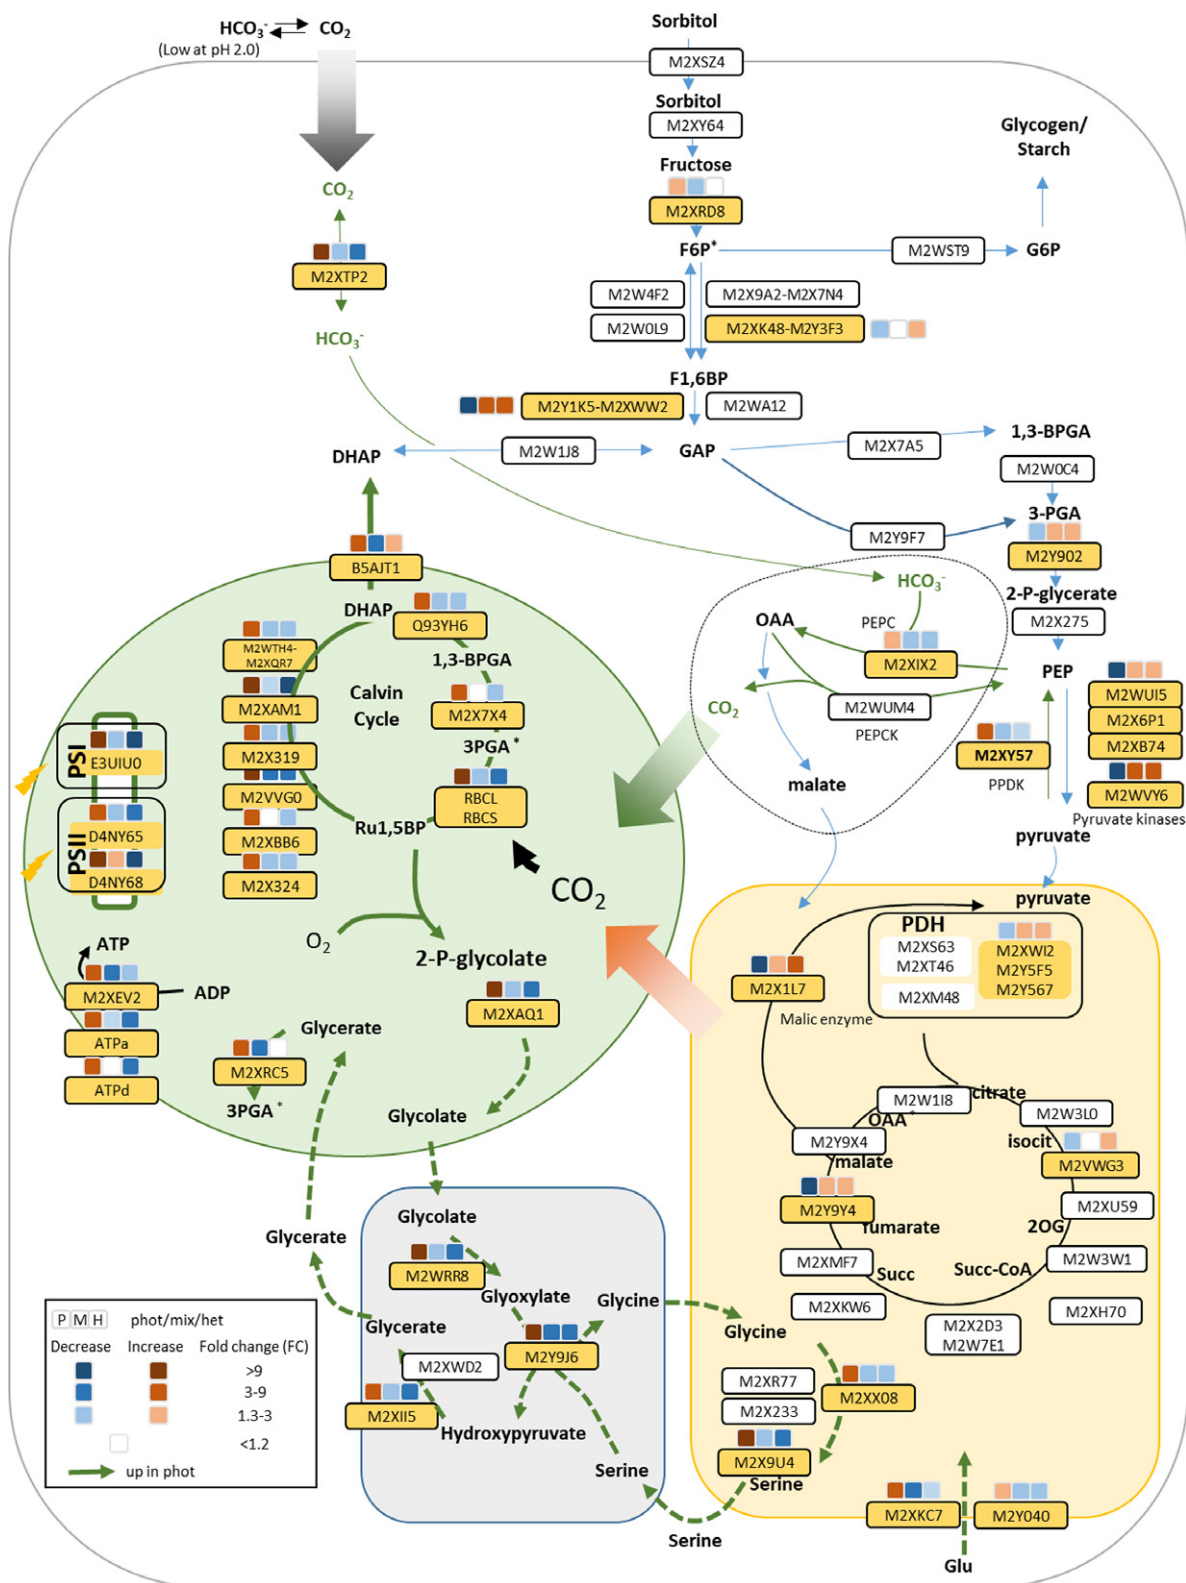 Sorbitol
HCO3- CO2
(Low at pH 2.0)
M2XSZ4
Sorbitol
M2XY64
Fructose
Glycogen/
Starch
CO2
M2XRD8
F6P*
M2WST9
G6P
M2XTP2
M2W4F2
M2X9A2-M2X7N4
HCO3-
M2W0L9
M2XK48-M2Y3F3
F1,6BP
M2Y1K5-M2XWW2
M2WA12
DHAP
M2W1J8
GAP
M2X7A5
1,3-BPGA
M2W0C4
3-PGA
M2Y9F7
M2Y902
B5AJT1
HCO3-
2-P-glycerate
DHAP
Q93YH6
OAA
PEPC
M2X275
M2WTH4-
M2XQR7
1,3-BPGA
M2XIX2
PEP
M2XAM1
Calvin
Cycle
M2X7X4
CO2
M2WUM4
PEPCK
M2WUI5
M2X6P1
M2XB74
PSI
E3UIU0
M2X319
3PGA *
M2XY57
PPDK
malate
M2VVG0
RBCL
RBCS
M2WVY6
Pyruvate kinases
PSII
D4NY65
M2XBB6
Ru1,5BP
pyruvate
D4NY68
M2X324
CO2
pyruvate
O2
PDH
M2XS63
M2XT46
M2XM48
M2XWI2
M2Y5F5
M2Y567
ATP
2-P-glycolate
M2XEV2
ADP
M2X1L7
Malic enzyme
M2XAQ1
ATPa
Glycerate
M2XRC5
ATPd
3PGA *
Glycolate
M2W1I8
citrate
OAA *
M2W3L0
M2Y9X4
malate
isocit
M2VWG3
M2Y9Y4
fumarate
M2XU59
2OG
Glycolate
Glycerate
M2WRR8
M2XMF7
Succ
Succ-CoA
M2W3W1
Glyoxylate
Glycine
M2XKW6
M2XH70
P M H phot/mix/het
Glycerate
Glycine
M2X2D3
M2W7E1
Decrease Increase Fold change (FC)
M2Y9J6
M2XWD2
>9
M2XR77
M2XX08
3-9
M2XII5
M2X233
1.3-3
Hydroxypyruvate
<1.2
M2X9U4
Serine
Serine
up in phot
M2XKC7
M2Y040
Serine
Glu